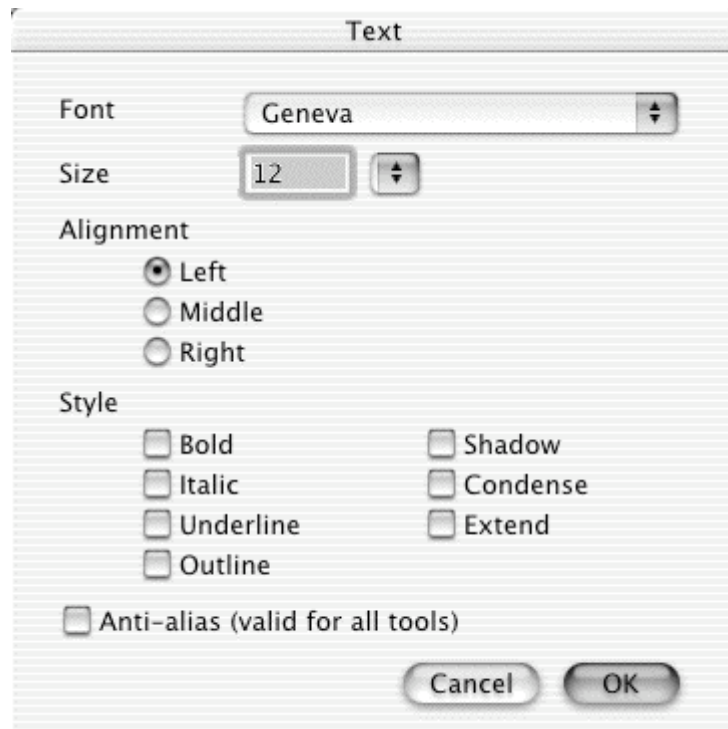 Text
Font Geneva
Size 12
Alignment
Left
Middle
Right
Style
Bold Shadow
Italic Condense
Underline Extend
Outline
Anti-alias (valid for all tools)
Cancel OK